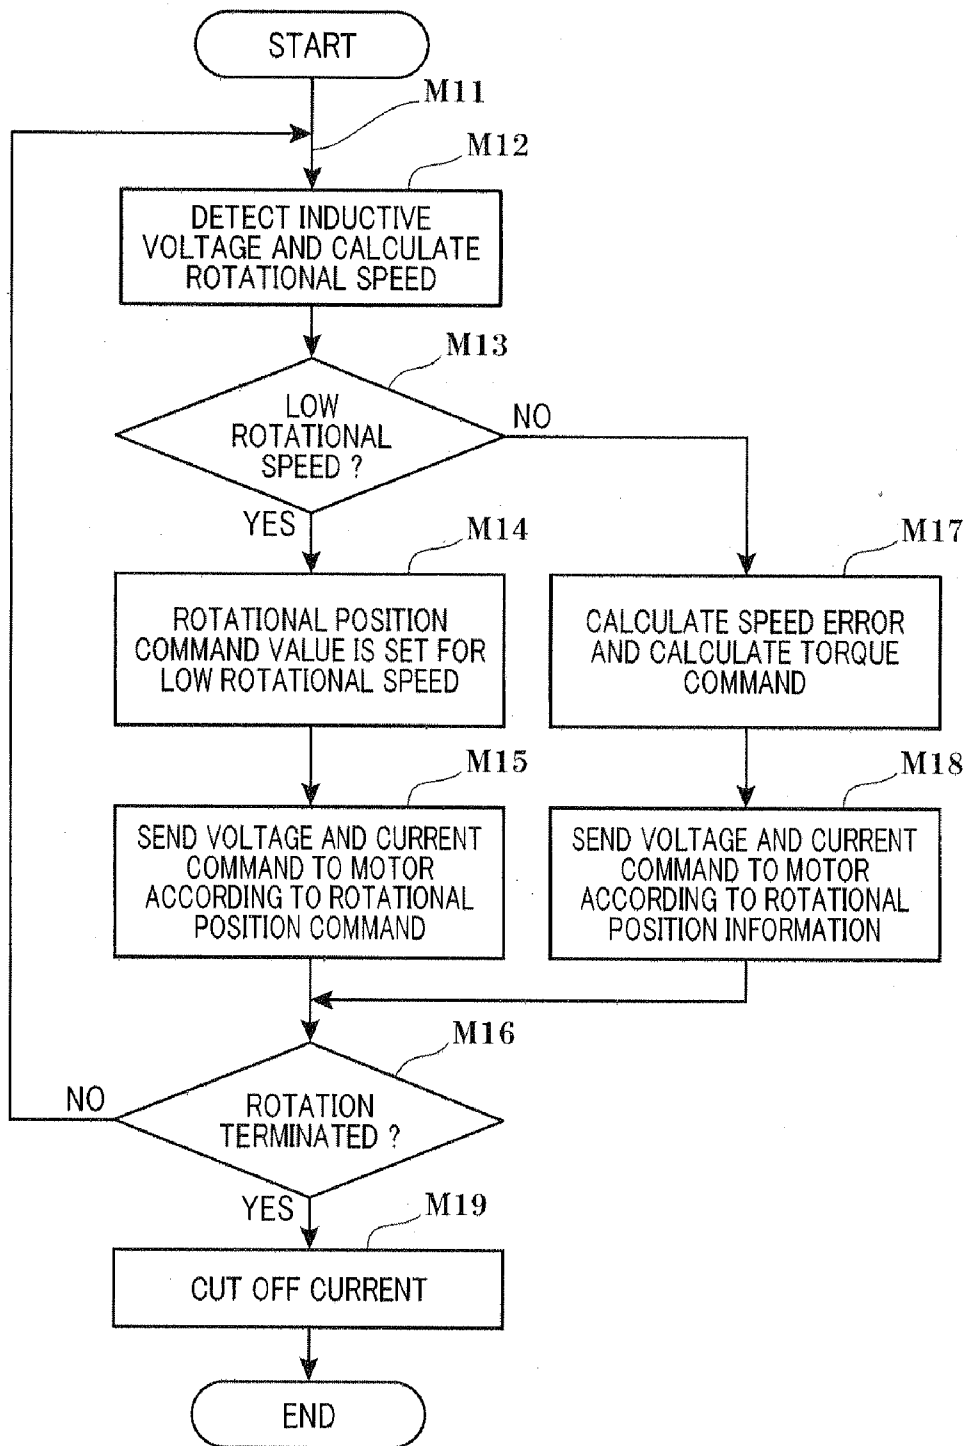 START
M11
M12
DETECT INDUCTIVE
VOLTAGE AND CALCULATE
ROTATIONAL SPEED
M13
LOW
ROTATIONAL
SPEED ?
NO
YES
M14
ROTATIONAL POSITION
COMMAND VALUE IS SET FOR
LOW ROTATIONAL SPEED
M17
CALCULATE SPEED ERROR
AND CALCULATE TORQUE
COMMAND
M15
SEND VOLTAGE AND CURRENT
COMMAND TO MOTOR
ACCORDING TO ROTATIONAL
POSITION COMMAND
M18
SEND VOLTAGE AND CURRENT
COMMAND TO MOTOR
ACCORDING TO ROTATIONAL
POSITION INFORMATION
M16
NO
ROTATION
TERMINATED ?
YES
M19
CUT OFF CURRENT
END